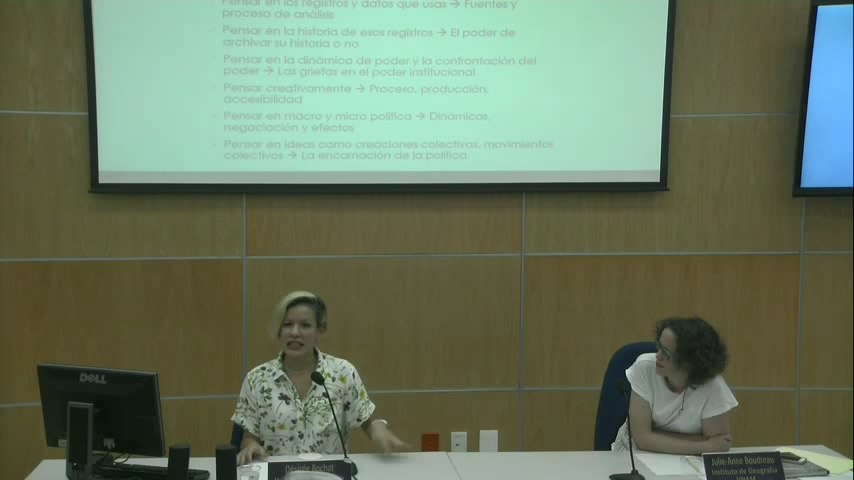 Pensar en los registros y datos que usas → Fuentes y
proceso de análisis
Pensar en la historia de esos registros → El poder de
archivar su historia o no
Pensar en la dinámica de poder y la confrontación del
poder → Las grietas en el poder institucional
Pensar creativamente → Proceso, producción,
accesibilidad
Pensar en macro y micro política → Dinámicas,
negociación y efectos
Pensar en ideas como creaciones colectivas, movimientos
colectivos → La encarnación de la política.
DELL
Désirée Rochat
Julie-Anne Boudreau
Instituto de Geografía
UNAM